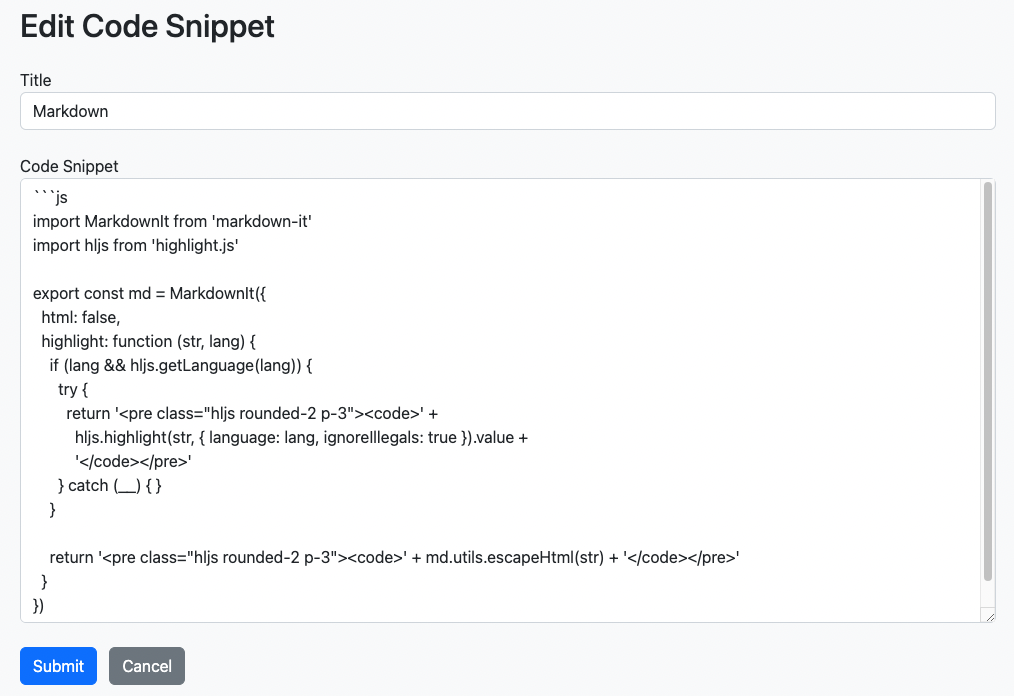 Edit Code Snippet
Title
Markdown
Code Snippet
```js
import MarkdownIt from 'markdown-it'
import hljs from 'highlight.js'

export const md = MarkdownIt({
  html: false,
  highlight: function (str, lang) {
    if (lang && hljs.getLanguage(lang)) {
      try {
        return '<pre class="hljs rounded-2 p-3"><code>' +
          hljs.highlight(str, { language: lang, ignoreIllegals: true }).value +
          '</code></pre>'
      } catch (__) { }
    }

    return '<pre class="hljs rounded-2 p-3"><code>' + md.utils.escapeHtml(str) + '</code></pre>'
  }
})
Submit
Cancel